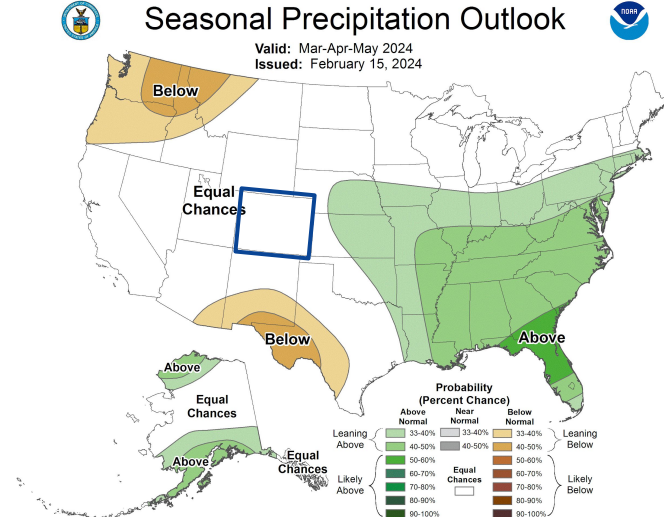 Seasonal Precipitation Outlook
NOAA
Valid: Mar-Apr-May 2024
Issued: February 15, 2024
Below
Equal
Chances
Below
Above
Above
Equal
Chances
Above
Equal
Chances
Probability
(Percent Chance)
Above
Normal
Near
Normal
Below
Normal
Leaning
Above
33-40%
33-40%
33-40%
Leaning
Below
40-50%
40-50%
40-50%
Likely
Above
50-60%
50-60%
Likely
Below
60-70%
Equal
Chances
60-70%
70-80%
70-80%
80-90%
80-90%
90-100%
90-100%